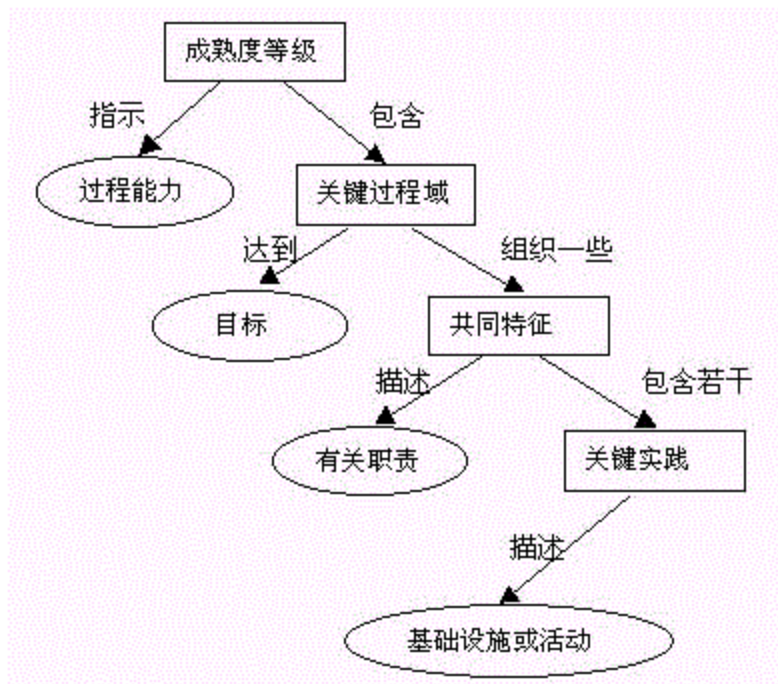 成熟度等级
指示
包含
过程能力
关键过程域
达到
组织一些
目标
共同特征
描述
包含若干
有关职责
关键实践
描述
基础设施或活动